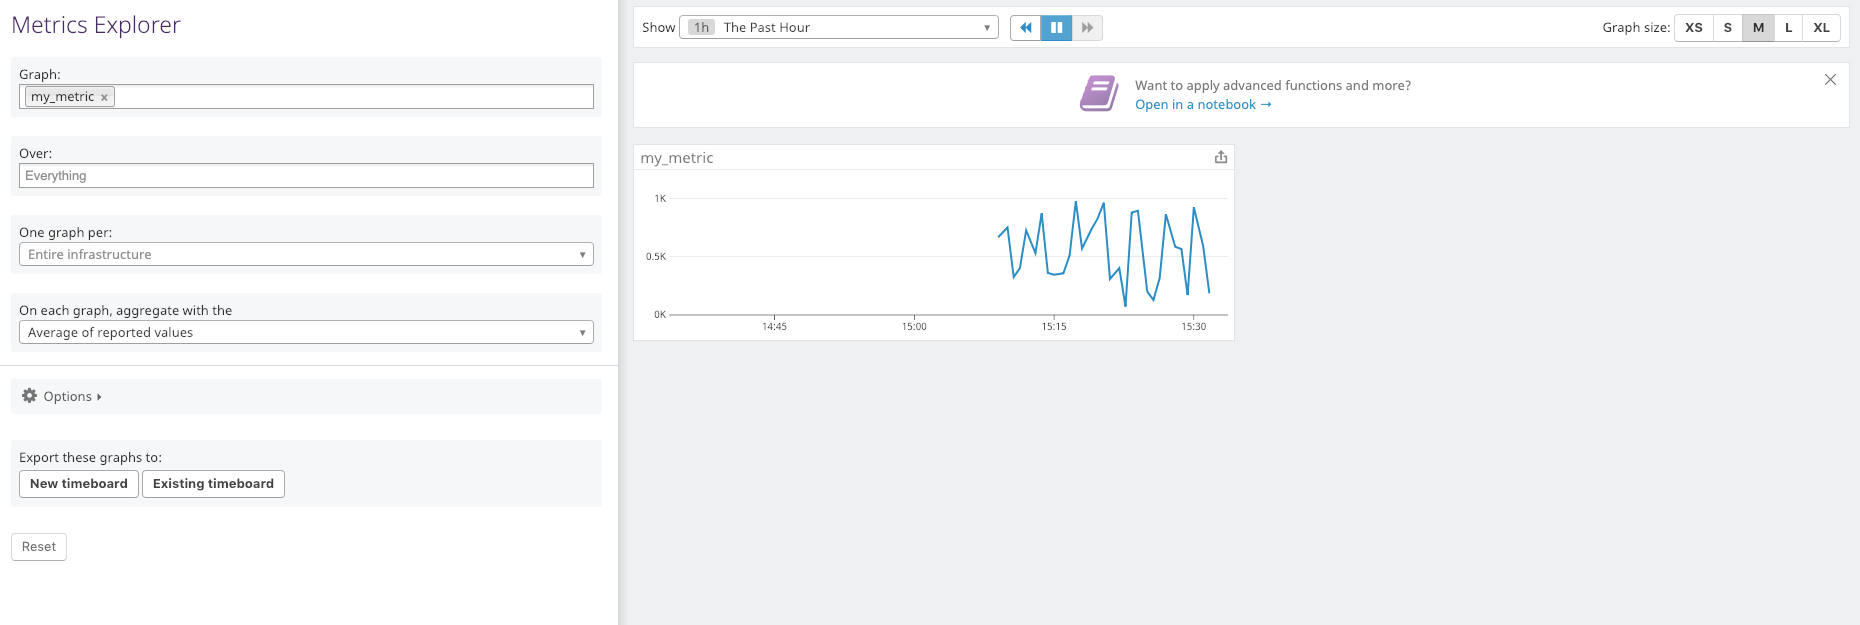 Metrics Explorer
Graph:
my_metric ×
Over:
Everything
One graph per:
Entire infrastructure
On each graph, aggregate with the
Average of reported values
Options
Export these graphs to:
New timeboard Existing timeboard
Reset
Show 1h The Past Hour
Graph size: XS S M L XL
Want to apply advanced functions and more?
Open in a notebook →
my_metric
1K
0.5K
0K
14:45 15:00 15:15 15:30